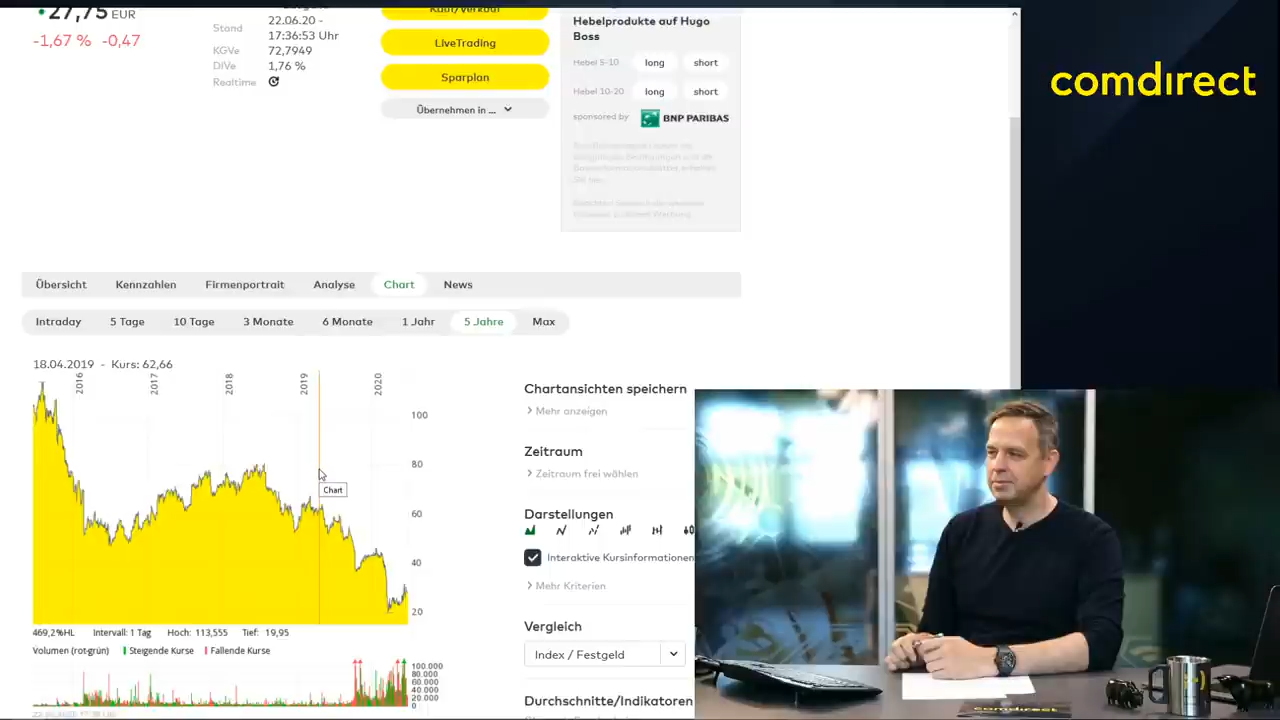 27,75 EUR
-1,67 % -0,47
Stand
22.06.20 -
17:36:53 Uhr
KGVe
72,7949
DIVe
1,76 %
Realtime
Kauf/Verkauf
LiveTrading
Sparplan
Übernehmen in ...
Hebelprodukte auf Hugo
Boss
Hebel 5-10 long short
Hebel 10-20 long short
sponsored by BNP PARIBAS
comdirect
Übersicht Kennzahlen Firmenportrait Analyse Chart News
Intraday 5 Tage 10 Tage 3 Monate 6 Monate 1 Jahr 5 Jahre Max
18.04.2019 - Kurs: 62,66
2016 2017 2018 2019 2020
100
80
60
40
20
Chart
469,2%HL Intervall: 1 Tag Hoch: 113,555 Tief: 19,95
Volumen (rot-grün) Steigende Kurse Fallende Kurse
100.000
80.000
60.000
40.000
20.000
0
Chartansichten speichern
Mehr anzeigen
Zeitraum
Zeitraum frei wählen
Darstellungen
Interaktive Kursinformationen
Mehr Kriterien
Vergleich
Index / Festgeld
Durchschnitte/Indikatoren
comdirect